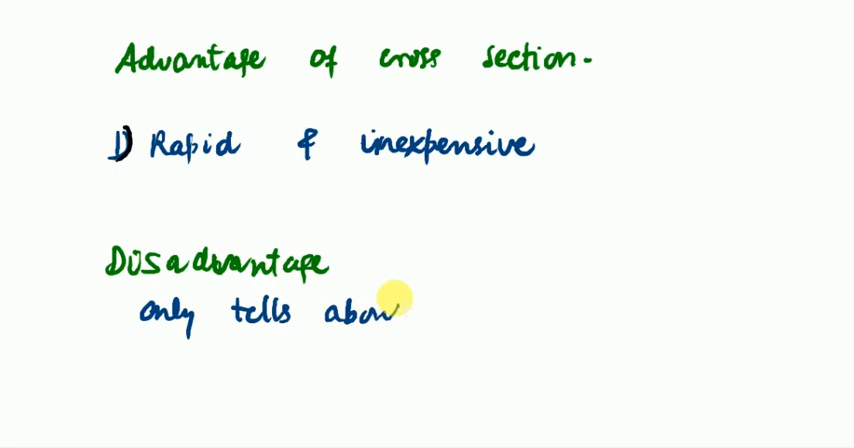 Advantage of cross section.
1) Rapid & inexpensive
Disadvantage
only tells abou